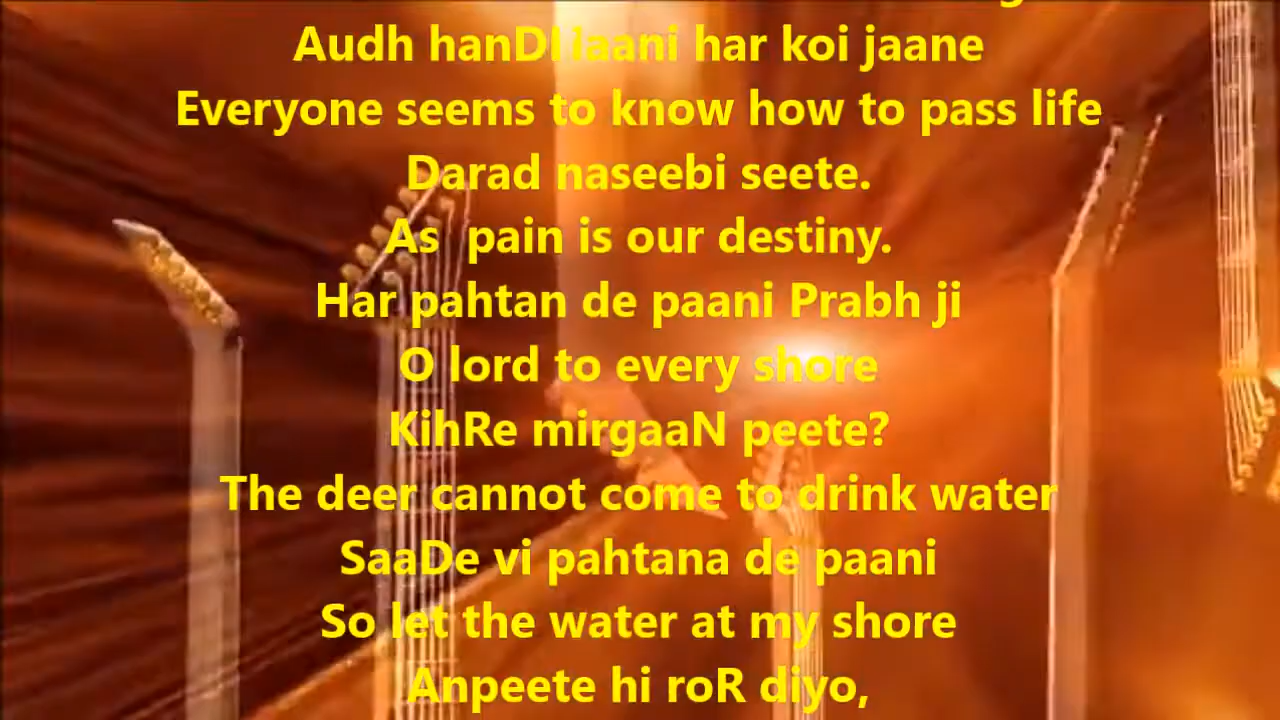 Audh hanDI laani har koi jaane
Everyone seems to know how to pass life
Darad naseebi seete.
As pain is our destiny.
Har pahtan de paani Prabh ji
O lord to every shore
KihRe mirgaaN peete?
The deer cannot come to drink water
SaaDe vi pahtana de paani
So let the water at my shore
Anpeete hi roR diyo,